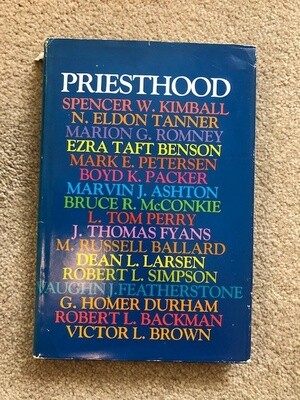 PRIESTHOOD
SPENCER W. KIMBALL
N. ELDON TANNER
MARION G. ROMNEY
EZRA TAFT BENSON
MARK E. PETERSEN
BOYD K. PACKER
MARVIN J. ASHTON
BRUCE R. McCONKIE
L. TOM PERRY
J. THOMAS FYANS
M. RUSSELL BALLARD
DEAN L. LARSEN
ROBERT L. SIMPSON
VAUGHN J. FEATHERSTONE
G. HOMER DURHAM
ROBERT L. BACKMAN
VICTOR L. BROWN